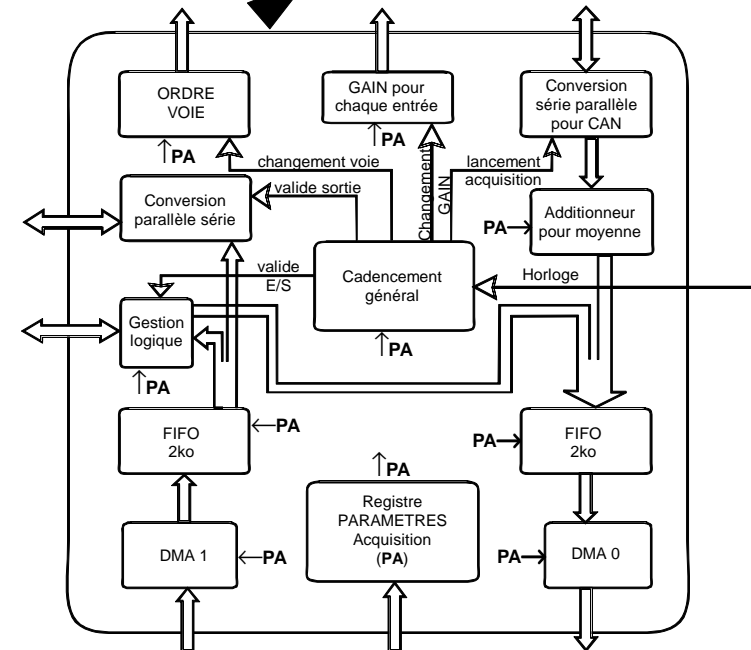 ORDRE
VOIE
↑PA
GAIN pour
chaque entrée
↑PA
Conversion
série parallèle
pour CAN
changement voie
Changement
GAIN
lancement
acquisition
Conversion
parallèle série
valide sortie
PA→
Additionneur
pour moyenne
valide
E/S
Cadencement
général
↑PA
Horloge
Gestion
logique
↑PA
FIFO
2ko
←PA
PA→
FIFO
2ko
↑PA
Registre
PARAMETRES
Acquisition
(PA)
DMA 1
←PA
PA→
DMA 0